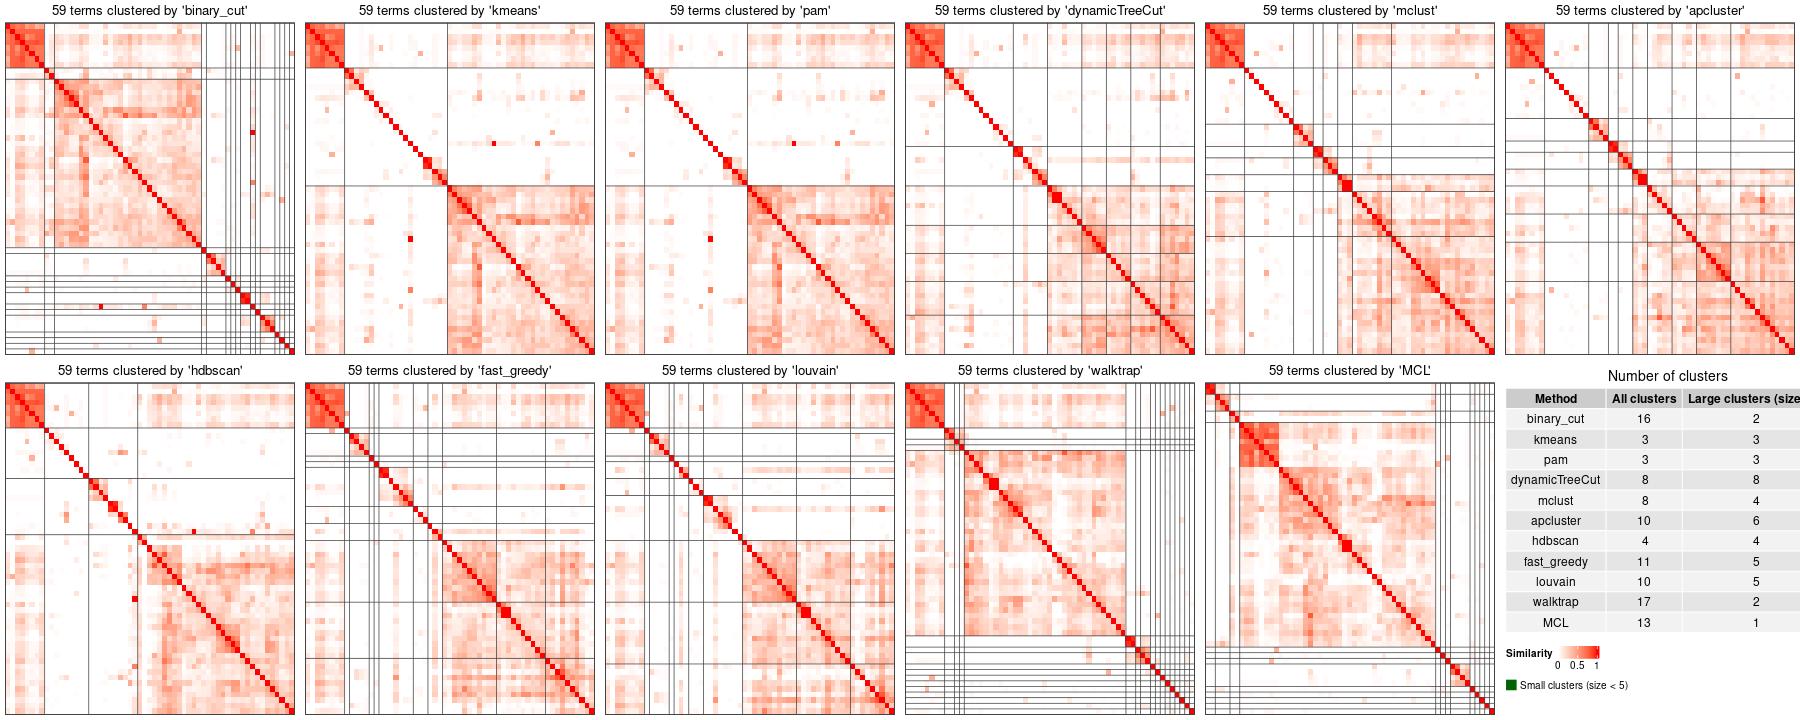 59 terms clustered by 'binary_cut'
59 terms clustered by 'kmeans'
59 terms clustered by 'pam'
59 terms clustered by 'dynamicTreeCut'
59 terms clustered by 'mclust'
59 terms clustered by 'apcluster'
59 terms clustered by 'hdbscan'
59 terms clustered by 'fast_greedy'
59 terms clustered by 'louvain'
59 terms clustered by 'walktrap'
59 terms clustered by 'MCL'
Number of clusters
Method All clusters Large clusters (size
binary_cut 16 2
kmeans 3 3
pam 3 3
dynamicTreeCut 8 8
mclust 8 4
apcluster 10 6
hdbscan 4 4
fast_greedy 11 5
louvain 10 5
walktrap 17 2
MCL 13 1
Similarity
0 0.5 1
Small clusters (size < 5)